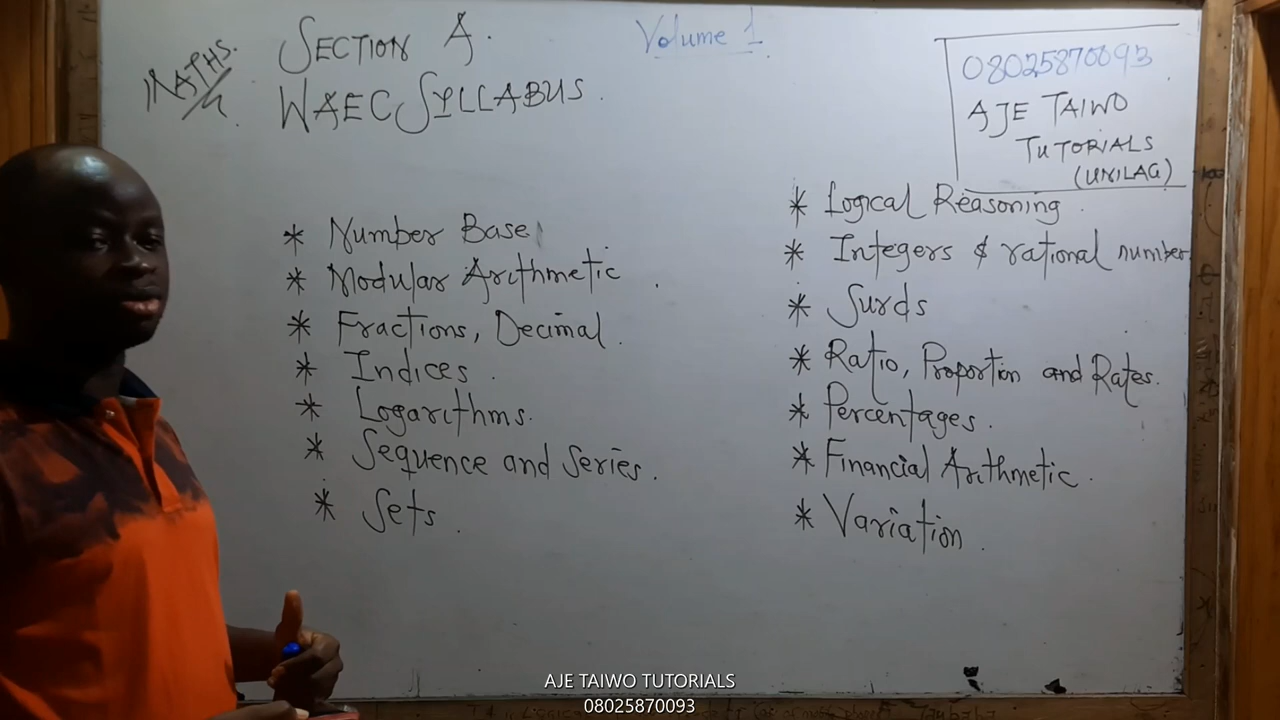 MATHS.
SECTION A.
WAEC SYLLABUS.
Volume 1
08025870093
AJE TAIWO
TUTORIALS
(UNILAG)
* Number Base
* Modular Arithmetic
* Fractions, Decimal.
* Indices.
* Logarithms.
* Sequence and Series.
* Sets.
* Logical Reasoning.
* Integers & rational number
* Surds
* Ratio, Proportion and Rates.
* Percentages.
* Financial Arithmetic.
* Variation.
AJE TAIWO TUTORIALS
08025870093